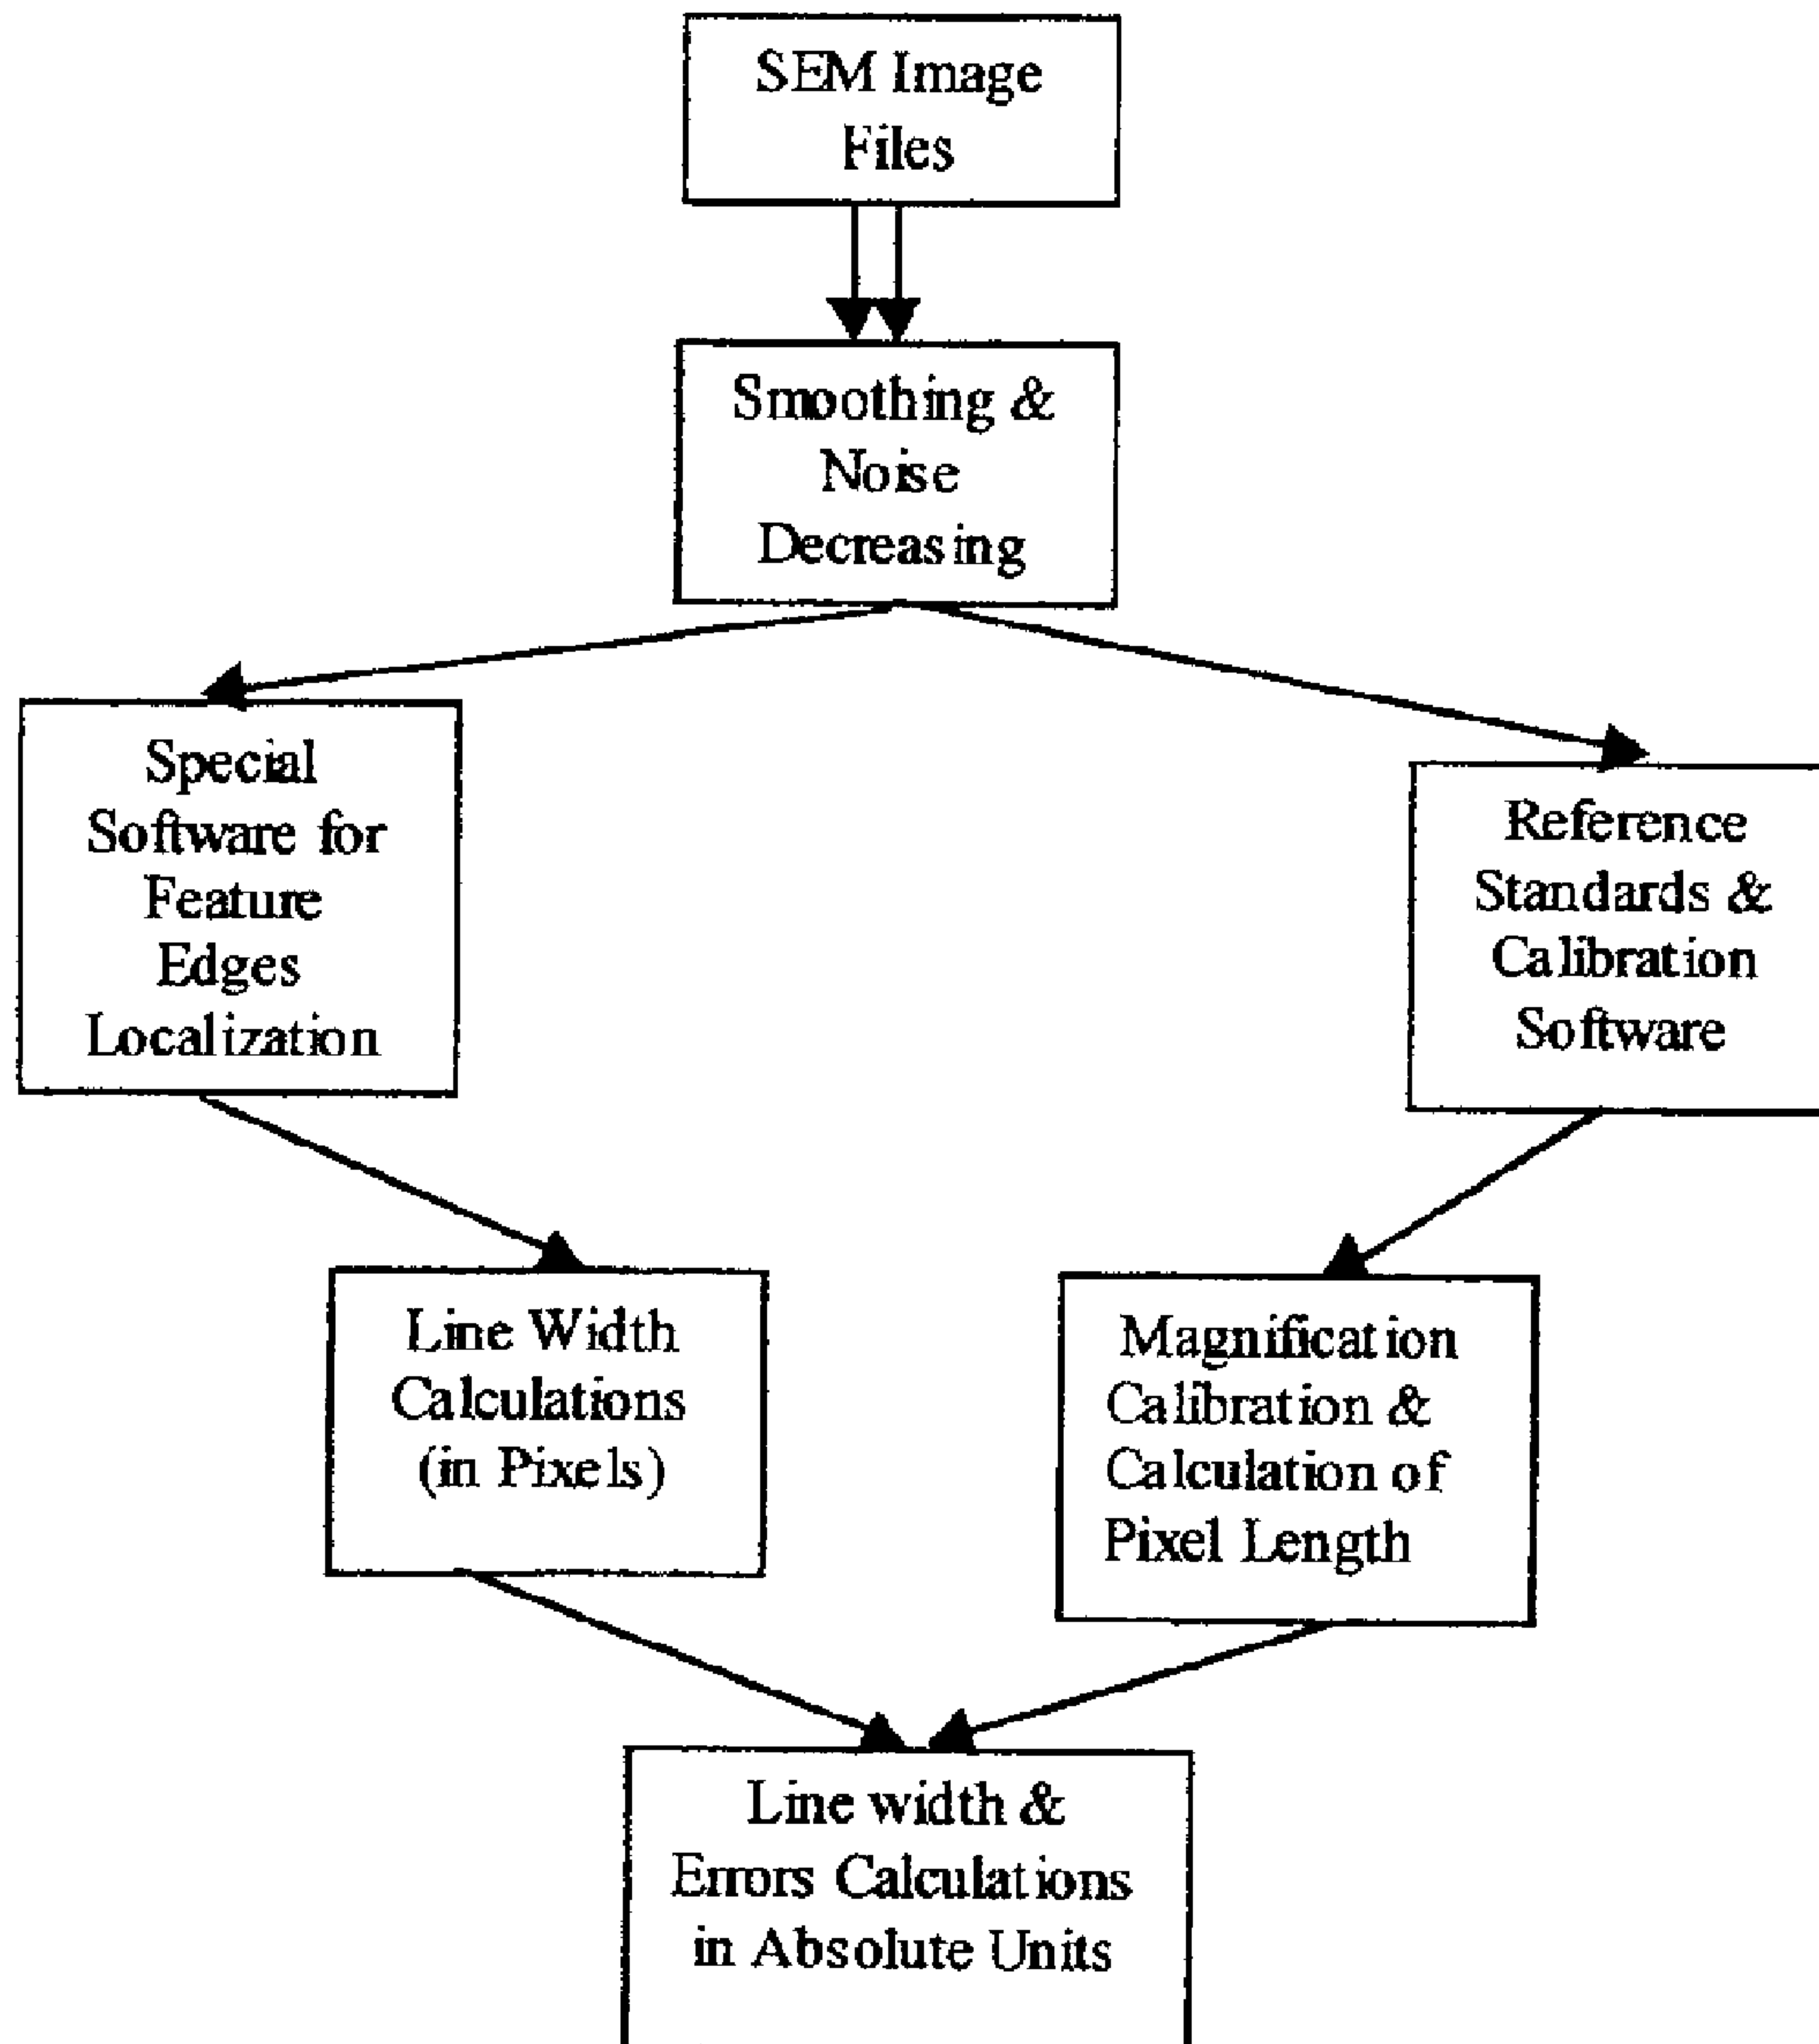 SEM Image
Files
Smoothing &
Noise
Decreasing
Special
Software for
Feature
Edges
Localization
Reference
Standards &
Calibration
Software
Line Width
Calculations
(in Pixels)
Magnification
Calibration &
Calculation of
Pixel Length
Line width &
Errors Calculations
in Absolute Units